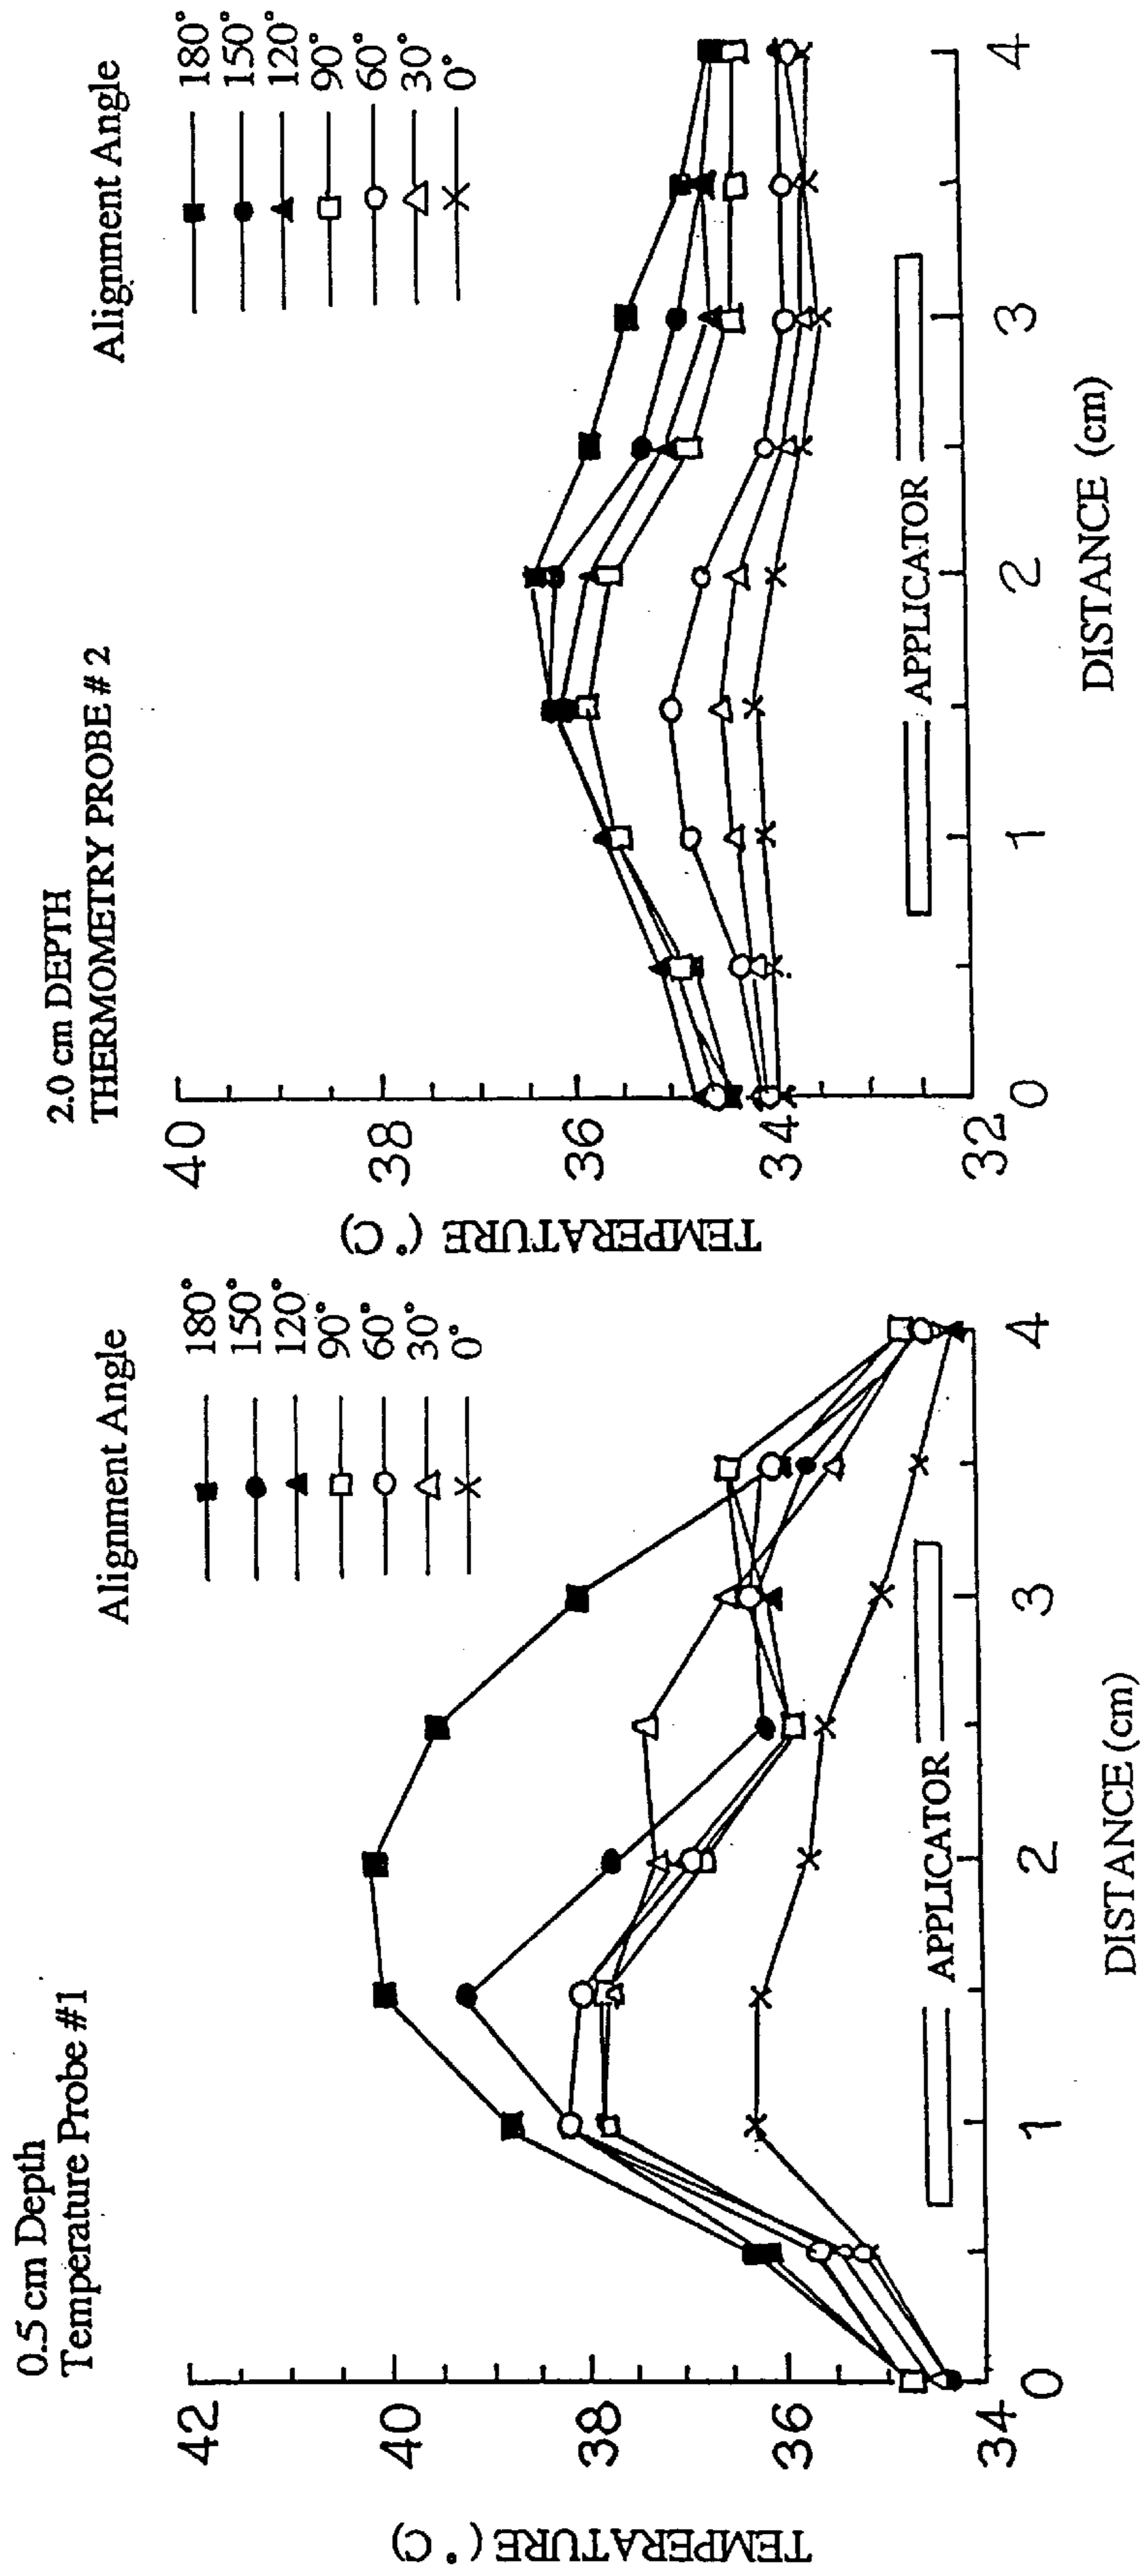 0.5 cm Depth
Temperature Probe #1
Alignment Angle
180°
150°
120°
90°
60°
30°
0°
TEMPERATURE (°C)
42
40
38
36
34
APPLICATOR
0
1
2
3
4
DISTANCE (cm)
2.0 cm DEPTH
THERMOMETRY PROBE # 2
Alignment Angle
180°
150°
120°
90°
60°
30°
0°
TEMPERATURE (°C)
40
38
36
34
32
APPLICATOR
0
1
2
3
4
DISTANCE (cm)